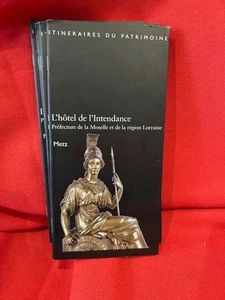 ITINERAIRES DU PATRIMOINE
L'hôtel de l'Intendance
Préfecture de la Moselle et de la région Lorraine
Metz